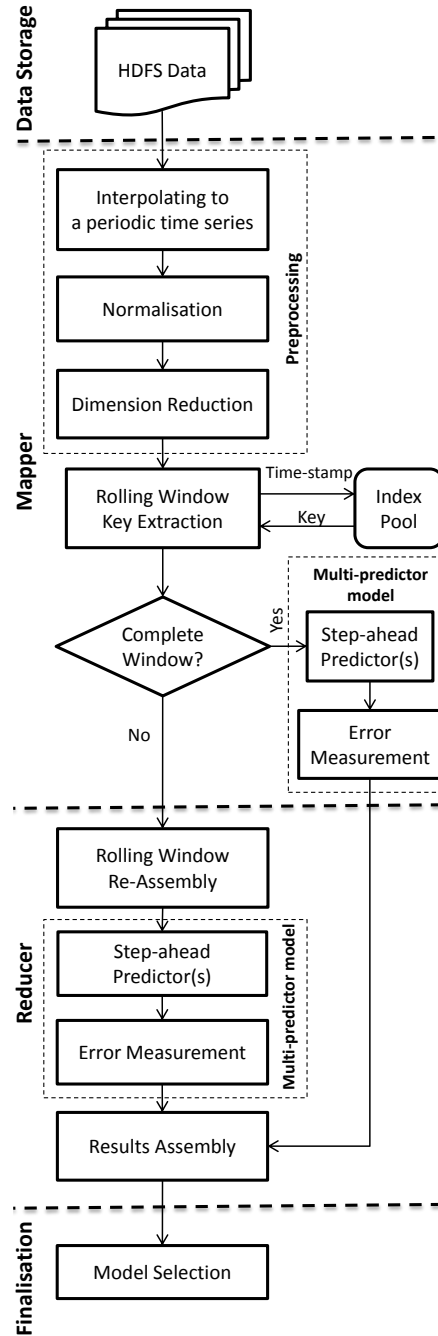 Data Storage
HDFS Data
Mapper
Preprocessing
Interpolating to
a periodic time series
Normalisation
Dimension Reduction
Rolling Window
Key Extraction
Time-stamp
Key
Index
Pool
Complete
Window?
Yes
No
Multi-predictor
model
Step-ahead
Predictor(s)
Error
Measurement
Reducer
Rolling Window
Re-Assembly
Multi-predictor model
Step-ahead
Predictor(s)
Error Measurement
Results Assembly
Finalisation
Model Selection